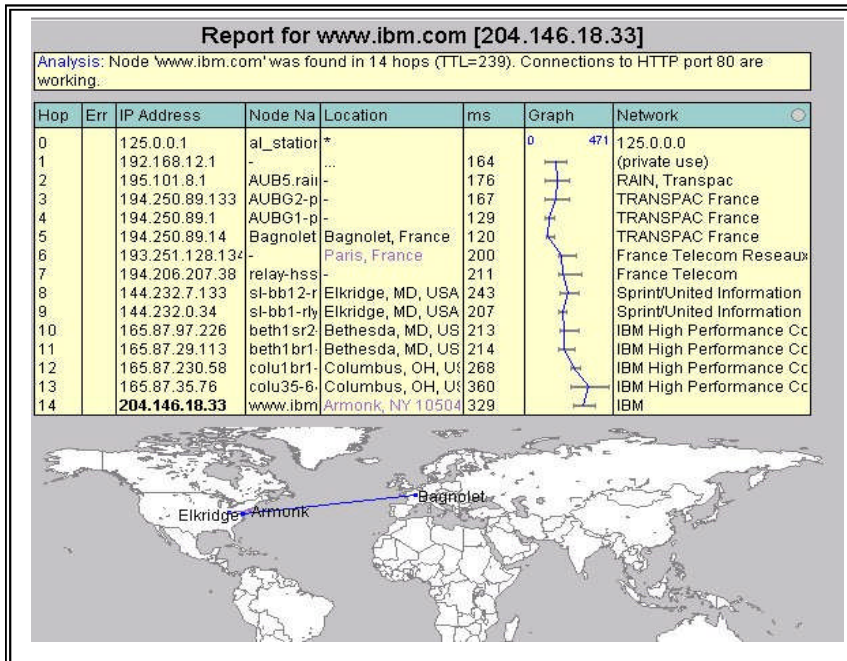 Report for www.ibm.com [204.146.18.33]
Analysis: Node 'www.ibm.com' was found in 14 hops (TTL=239). Connections to HTTP port 80 are
working.
Hop Err IP Address Node Na Location ms Graph Network
0 125.0.0.1 al_station * 0 471 125.0.0.0
1 192.168.12.1 - ... 164 (private use)
2 195.101.8.1 AUB5.rain - 176 RAIN, Transpac
3 194.250.89.133 AUBG2-p - 167 TRANSPAC France
4 194.250.89.1 AUBG1-p - 129 TRANSPAC France
5 194.250.89.14 Bagnolet Bagnolet, France 120 TRANSPAC France
6 193.251.128.134 - Paris, France 200 France Telecom Reseaux
7 194.206.207.38 relay-hss - 211 France Telecom
8 144.232.7.133 sl-bb12-r Elkridge, MD, USA 243 Sprint/United Information
9 144.232.0.34 sl-bb1-rly Elkridge, MD, USA 207 Sprint/United Information
10 165.87.97.226 beth1sr2- Bethesda, MD, US 213 IBM High Performance Cc
11 165.87.29.113 beth1br1- Bethesda, MD, US 214 IBM High Performance Cc
12 165.87.230.58 colu1br1- Columbus, OH, U 268 IBM High Performance Cc
13 165.87.35.76 colu35-6- Columbus, OH, U 360 IBM High Performance Cc
14 204.146.18.33 www.ibm Armonk, NY 10504 329 IBM
Bagnolet
Elkridge Armonk